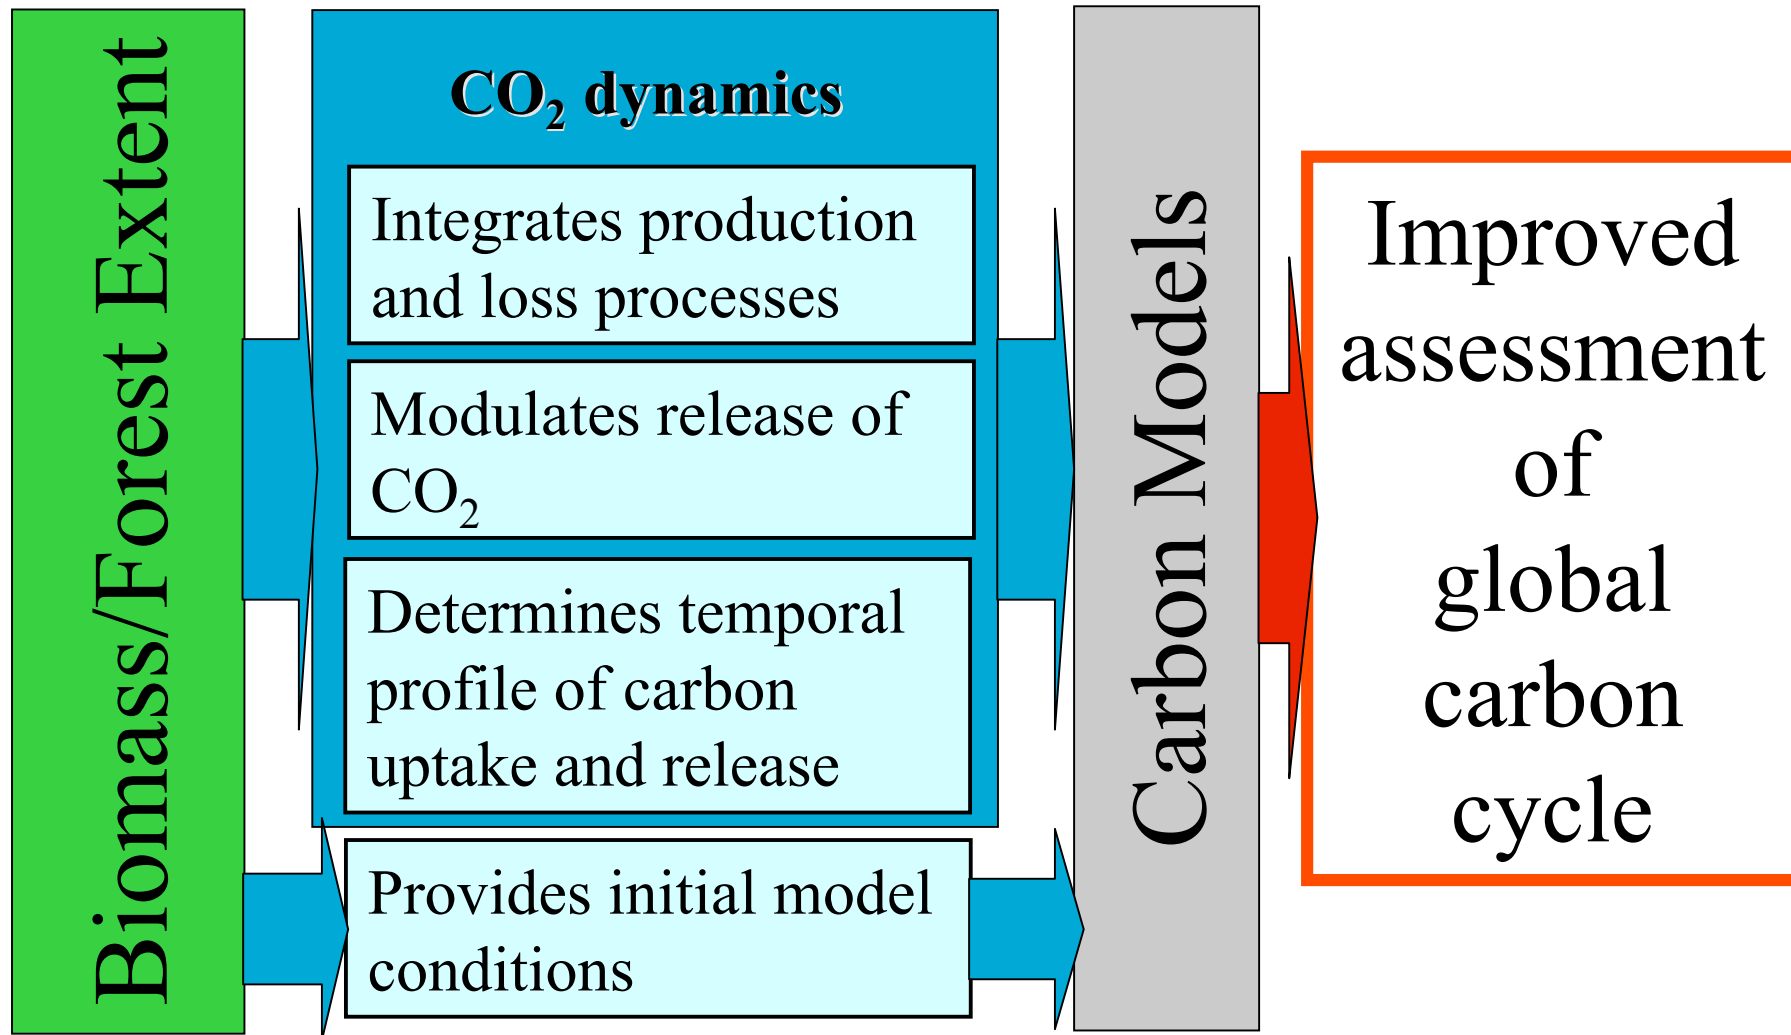 Biomass/Forest Extent
CO₂ dynamics
Integrates production
and loss processes
Modulates release of
CO₂
Determines temporal
profile of carbon
uptake and release
Provides initial model
conditions
Carbon Models
Improved
assessment
of
global
carbon
cycle